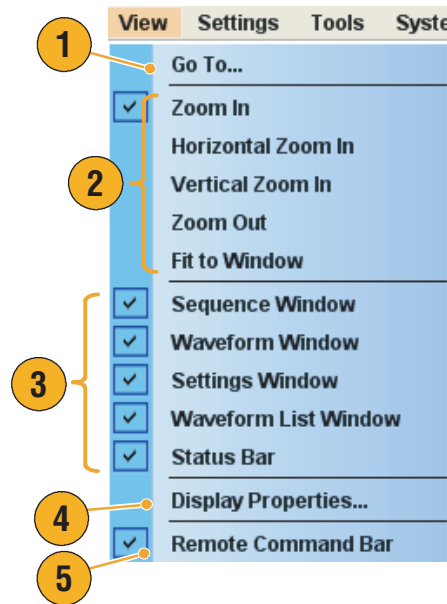 View Settings Tools Syste
1
Go To...
Zoom In
Horizontal Zoom In
2
Vertical Zoom In
Zoom Out
Fit to Window
Sequence Window
Waveform Window
3
Settings Window
Waveform List Window
Status Bar
4
Display Properties...
Remote Command Bar
5